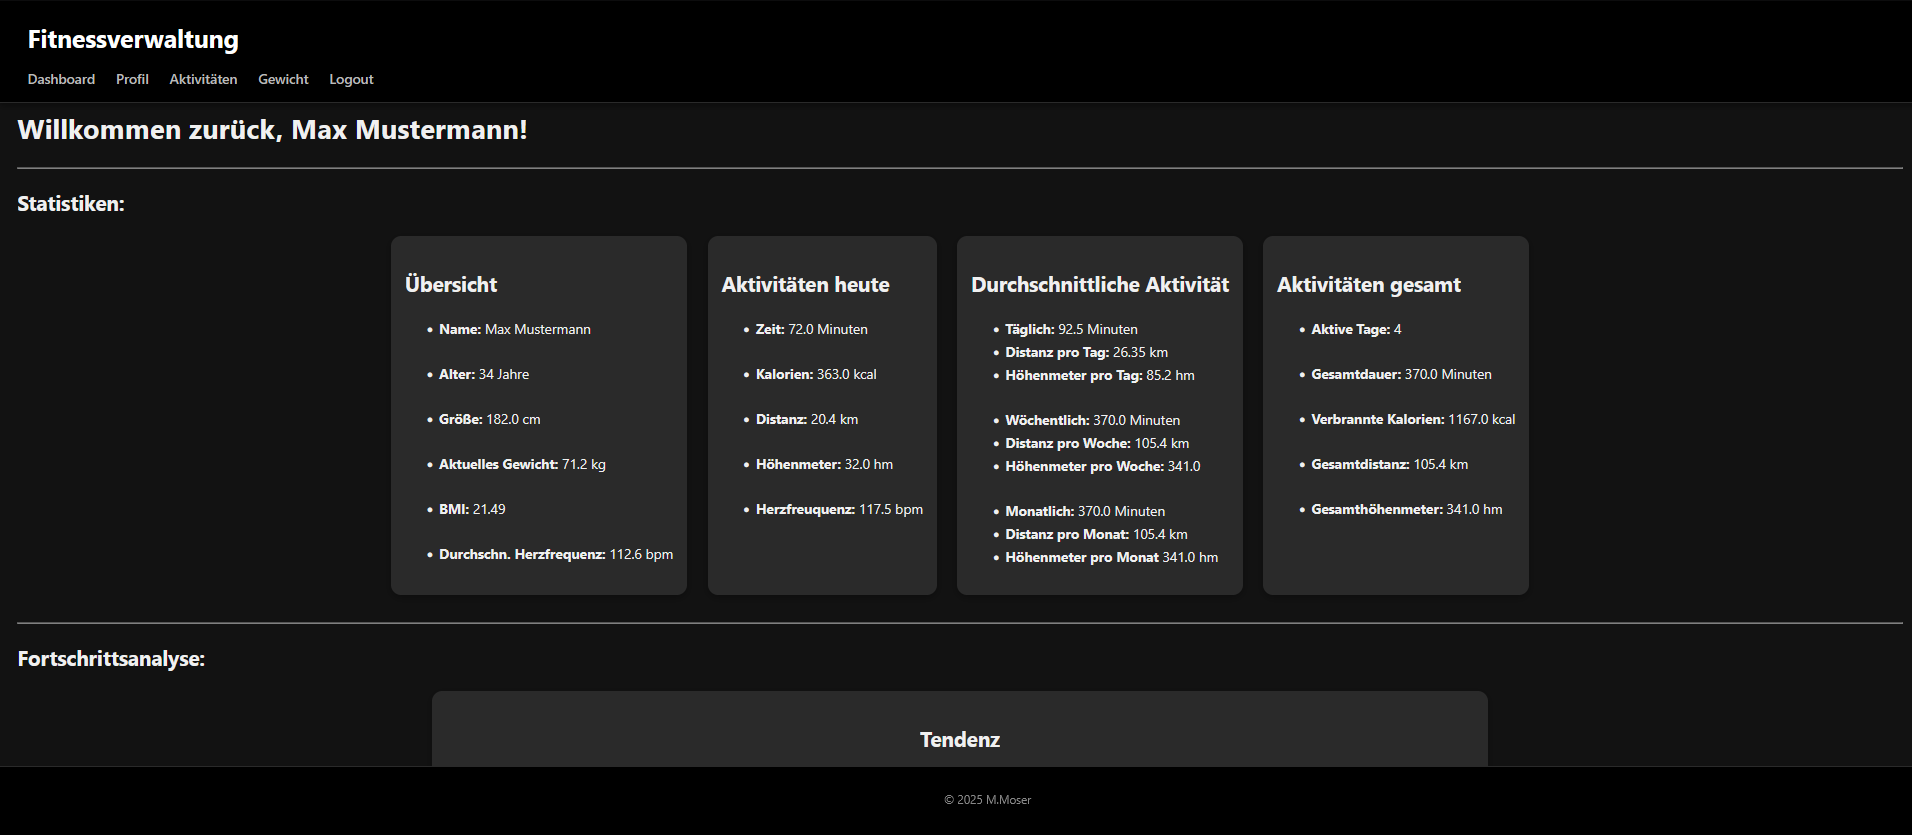 Fitnessverwaltung
Dashboard Profil Aktivitäten Gewicht Logout
Willkommen zurück, Max Mustermann!
Statistiken:
Übersicht
• Name: Max Mustermann
• Alter: 34 Jahre
• Größe: 182.0 cm
• Aktuelles Gewicht: 71.2 kg
• BMI: 21.49
• Durchschn. Herzfrequenz: 112.6 bpm
Aktivitäten heute
• Zeit: 72.0 Minuten
• Kalorien: 363.0 kcal
• Distanz: 20.4 km
• Höhenmeter: 32.0 hm
• Herzfreuquenz: 117.5 bpm
Durchschnittliche Aktivität
• Täglich: 92.5 Minuten
• Distanz pro Tag: 26.35 km
• Höhenmeter pro Tag: 85.2 hm
• Wöchentlich: 370.0 Minuten
• Distanz pro Woche: 105.4 km
• Höhenmeter pro Woche: 341.0
• Monatlich: 370.0 Minuten
• Distanz pro Monat: 105.4 km
• Höhenmeter pro Monat 341.0 hm
Aktivitäten gesamt
• Aktive Tage: 4
• Gesamtdauer: 370.0 Minuten
• Verbrannte Kalorien: 1167.0 kcal
• Gesamtdistanz: 105.4 km
• Gesamthöhenmeter: 341.0 hm
Fortschrittsanalyse:
Tendenz
© 2025 M.Moser